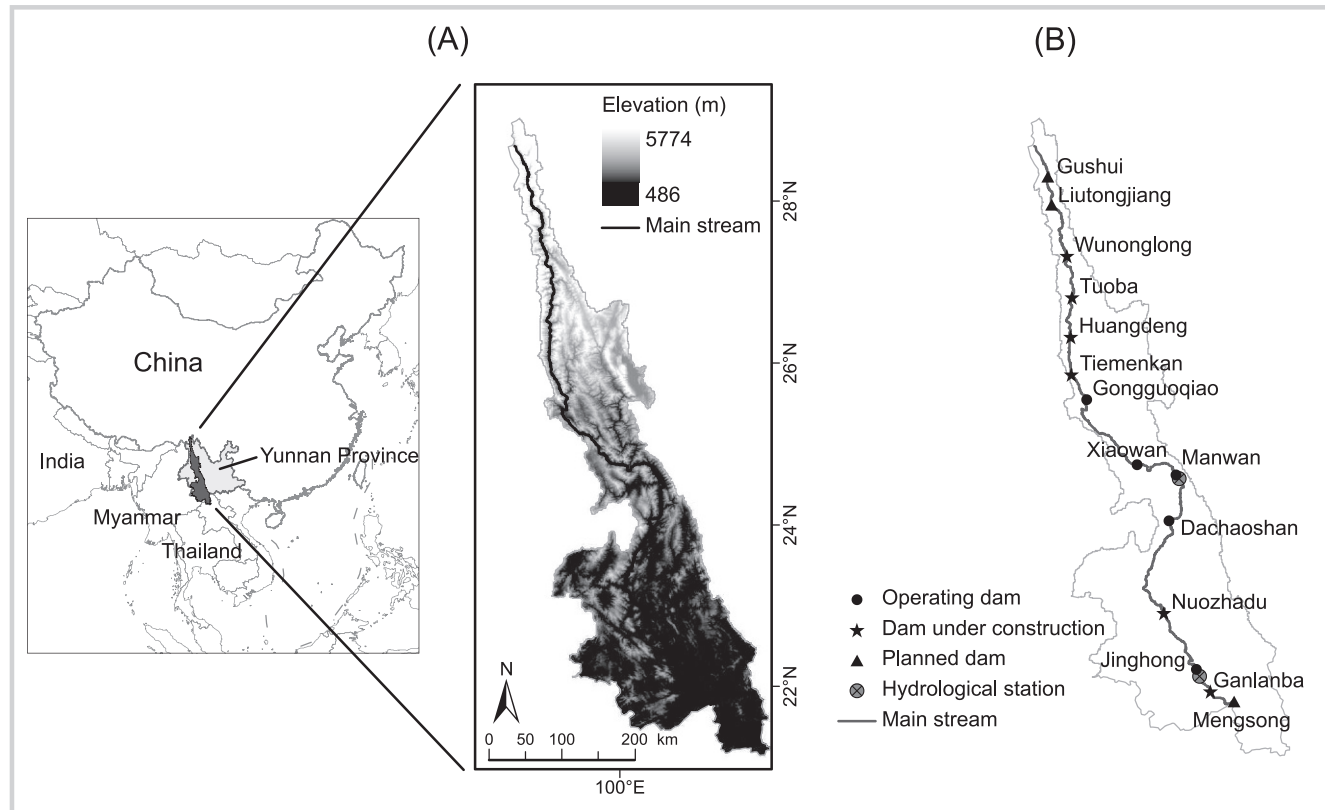 (A)
(B)
China
India
Yunnan Province
Myanmar
Thailand
Elevation (m)
5774
486
Main stream
N
0 50 100 200 km
28°N
26°N
24°N
22°N
100°E
Gushui
Liutongjiang
Wunonglong
Tuoba
Huangdeng
Tiemenkan
Gongguoqiao
Xiaowan
Manwan
Dachaoshan
Nuozhadu
Jinghong
Ganlanba
Mengsong
Operating dam
Dam under construction
Planned dam
Hydrological station
Main stream